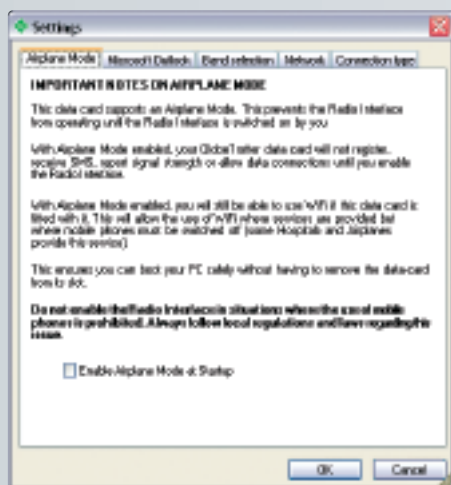 Settings
Airplane Mode Microsoft Outlook Band selection Network Connection type
IMPORTANT NOTES ON AIRPLANE MODE
This data card supports an Airplane Mode. This prevents the Radio Interface
from operating until the Radio Interface is switched on by you
With Airplane Mode enabled, your GlobeTrotter data card will not register,
receive SMS, report signal strength or allow data connections until you enable
the Radio Interface.
With Airplane Mode enabled, you will still be able to use WiFi if this data card is
fitted with it. This will allow the use of WiFi where services are provided but
where mobile phones must be switched off (some Hospitals and Airplanes
provide this service)
This ensures you can boot your PC safely without having to remove the data-card
from its slot.
Do not enable the Radio Interface in situations where the use of mobile
phones is prohibited. Always follow local regulations and laws regarding this
issue.
Enable Airplane Mode at Startup
OK Cancel